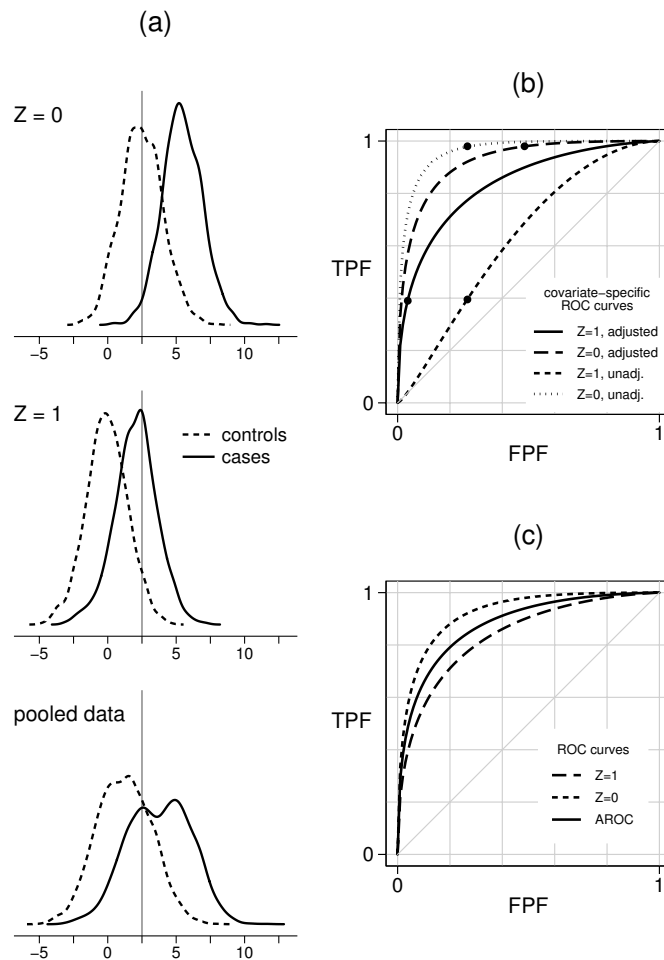 (a)
Z = 0
−5 0 5 10
Z = 1
controls
cases
−5 0 5 10
pooled data
−5 0 5 10
(b)
1
TPF
0
covariate−specific
ROC curves
Z=1, adjusted
Z=0, adjusted
Z=1, unadj.
Z=0, unadj.
0 1
FPF
(c)
1
TPF
0
ROC curves
Z=1
Z=0
AROC
0 1
FPF